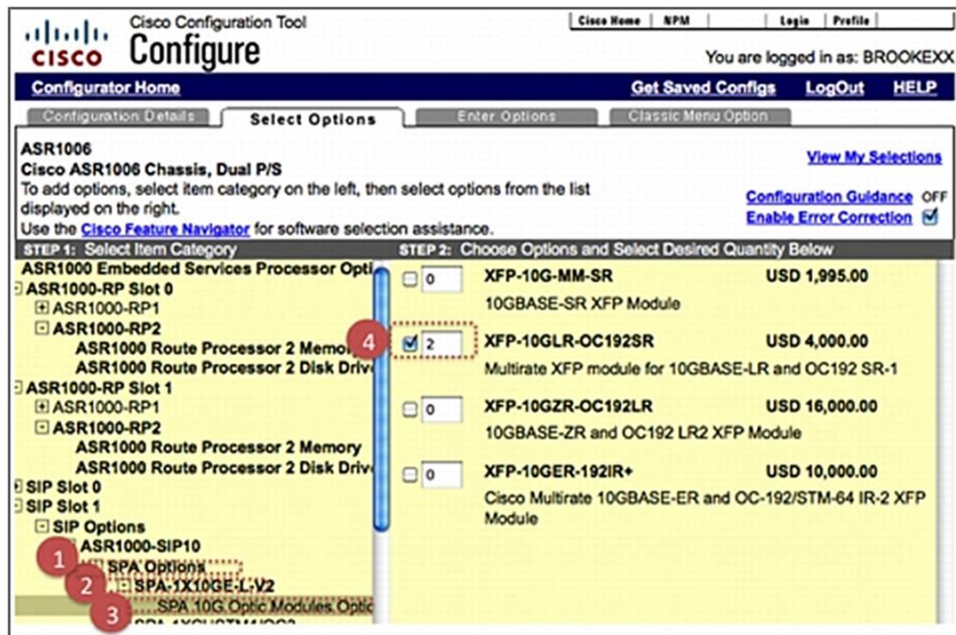 Cisco Configuration Tool
Cisco Home NPM Login Profile
CISCO Configure
You are logged in as: BROOKEXX
Configurator Home Get Saved Configs LogOut HELP
Configuration Details Select Options Enter Options Classic Menu Option
ASR1006
Cisco ASR1006 Chassis, Dual P/S
View My Selections
To add options, select item category on the left, then select options from the list
displayed on the right.
Configuration Guidance OFF
Use the Cisco Feature Navigator for software selection assistance.
Enable Error Correction
STEP 1: Select Item Category
ASR1000 Embedded Services Processor Opti
ASR1000-RP Slot 0
ASR1000-RP1
ASR1000-RP2
ASR1000 Route Processor 2 Memo
ASR1000 Route Processor 2 Disk Driv
ASR1000-RP Slot 1
ASR1000-RP1
ASR1000-RP2
ASR1000 Route Processor 2 Memory
ASR1000 Route Processor 2 Disk Driv
SIP Slot 0
SIP Slot 1
SIP Options
ASR1000-SIP10
1 SPA Options
2 SPA-1X10GE-L-V2
3 SPA 10G Optic Modules Optio
STEP 2: Choose Options and Select Desired Quantity Below
0 XFP-10G-MM-SR USD 1,995.00
10GBASE-SR XFP Module
4 2 XFP-10GLR-OC192SR USD 4,000.00
Multirate XFP module for 10GBASE-LR and OC192 SR-1
0 XFP-10GZR-OC192LR USD 16,000.00
10GBASE-ZR and OC192 LR2 XFP Module
0 XFP-10GER-192IR+ USD 10,000.00
Cisco Multirate 10GBASE-ER and OC-192/STM-64 IR-2 XFP
Module